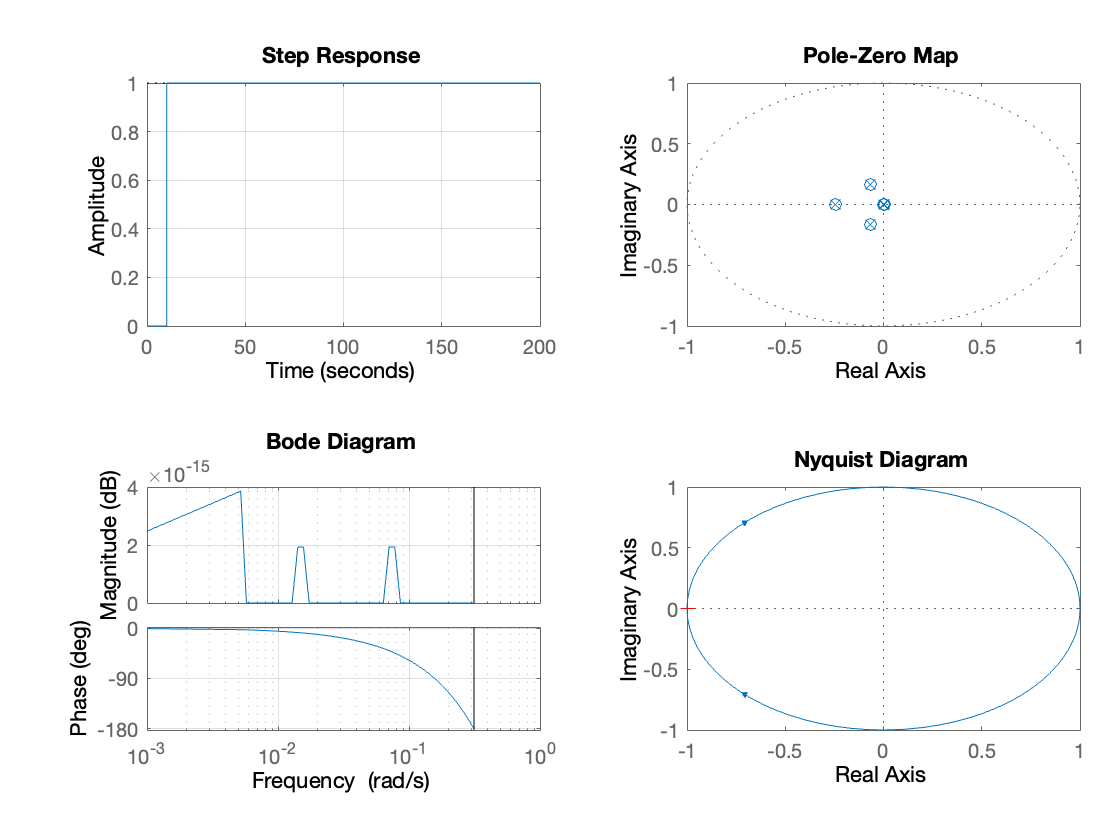 Step Response
Amplitude
1
0.8
0.6
0.4
0.2
0
0 50 100 150 200
Time (seconds)
Pole-Zero Map
Imaginary Axis
1
0.5
0
-0.5
-1
-1 -0.5 0 0.5 1
Real Axis
Bode Diagram
×10⁻¹⁵
Magnitude (dB)
4
2
0
Phase (deg)
0
-90
-180
10⁻³ 10⁻² 10⁻¹ 10⁰
Frequency (rad/s)
Nyquist Diagram
Imaginary Axis
1
0.5
0
-0.5
-1
-1 -0.5 0 0.5 1
Real Axis